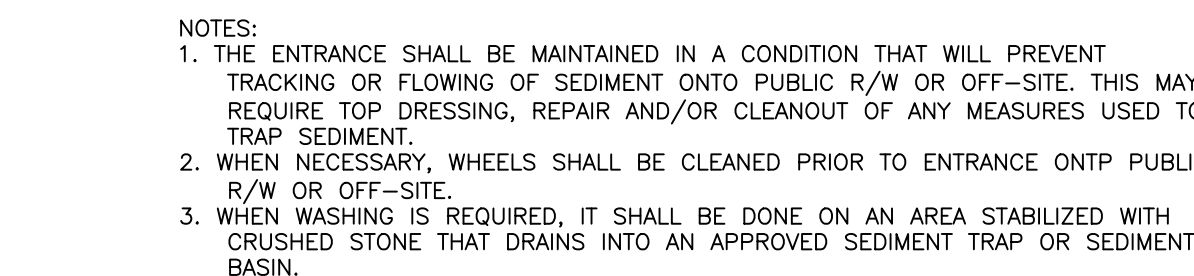 NOTES:
1. THE ENTRANCE SHALL BE MAINTAINED IN A CONDITION THAT WILL PREVENT
TRACKING OR FLOWING OF SEDIMENT ONTO PUBLIC R/W OR OFF-SITE. THIS MAY
REQUIRE TOP DRESSING, REPAIR AND/OR CLEANOUT OF ANY MEASURES USED TO
TRAP SEDIMENT.
2. WHEN NECESSARY, WHEELS SHALL BE CLEANED PRIOR TO ENTRANCE ONTP PUBLI
R/W OR OFF-SITE.
3. WHEN WASHING IS REQUIRED, IT SHALL BE DONE ON AN AREA STABILIZED WITH
CRUSHED STONE THAT DRAINS INTO AN APPROVED SEDIMENT TRAP OR SEDIMENT
BASIN.